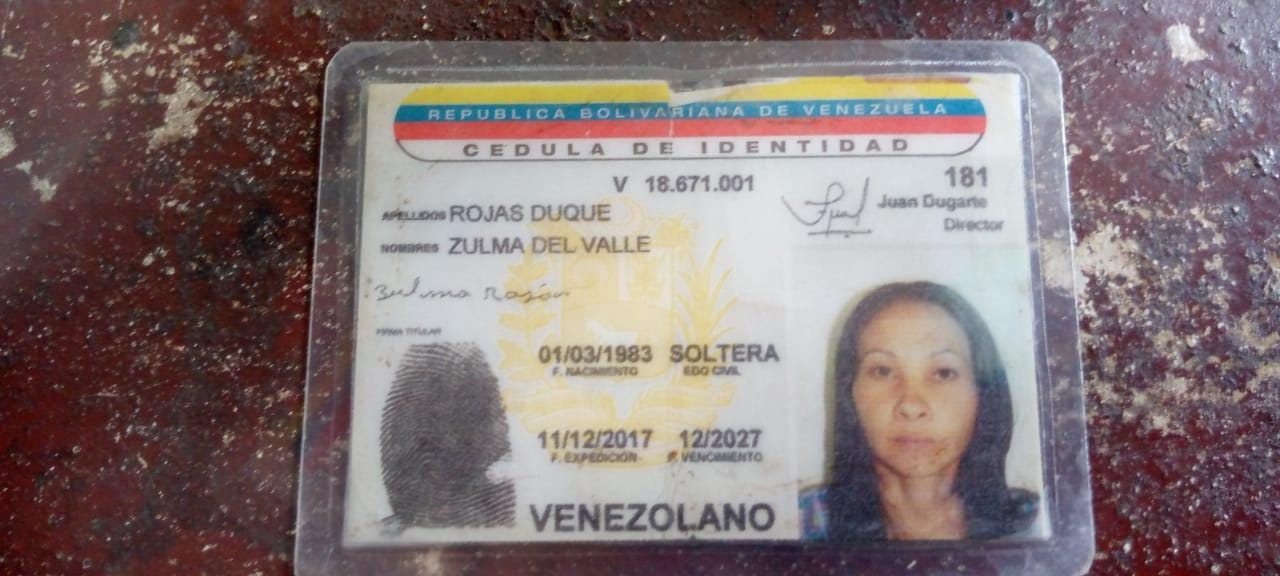 REPUBLICA BOLIVARIANA DE VENEZUELA
CEDULA DE IDENTIDAD
V 18.671.001
181
Juan Dugarte
Director
APELLIDOS ROJAS DUQUE
NOMBRES ZULMA DEL VALLE
Zulma Rojas
FIRMA TITULAR
01/03/1983 SOLTERA
F. NACIMIENTO EDO CIVIL
11/12/2017 12/2027
F. EXPEDICION F. VENCIMIENTO
VENEZOLANO